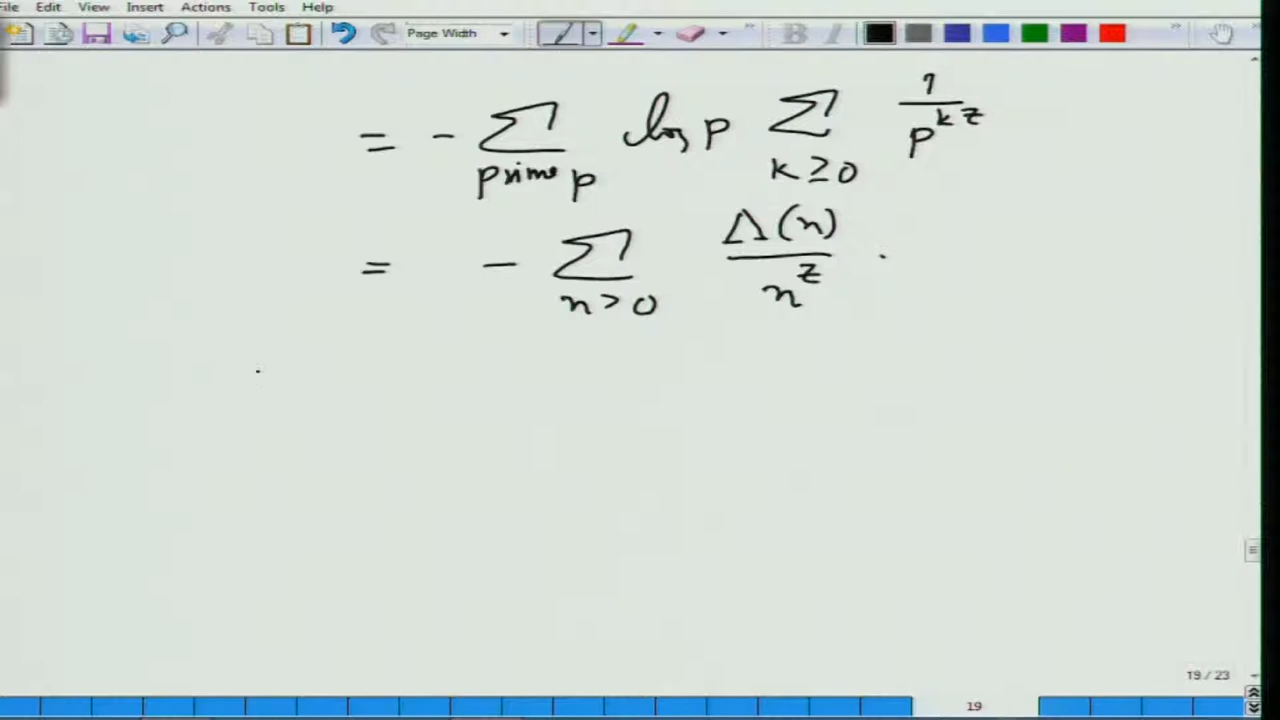 File Edit View Insert Actions Tools Help
Page Width B I
= - ∑_{prime p} log p ∑_{k ≥ 0} 1/p^{kz}
= - ∑_{n > 0} Λ(n)/n^z .
19 / 23
19